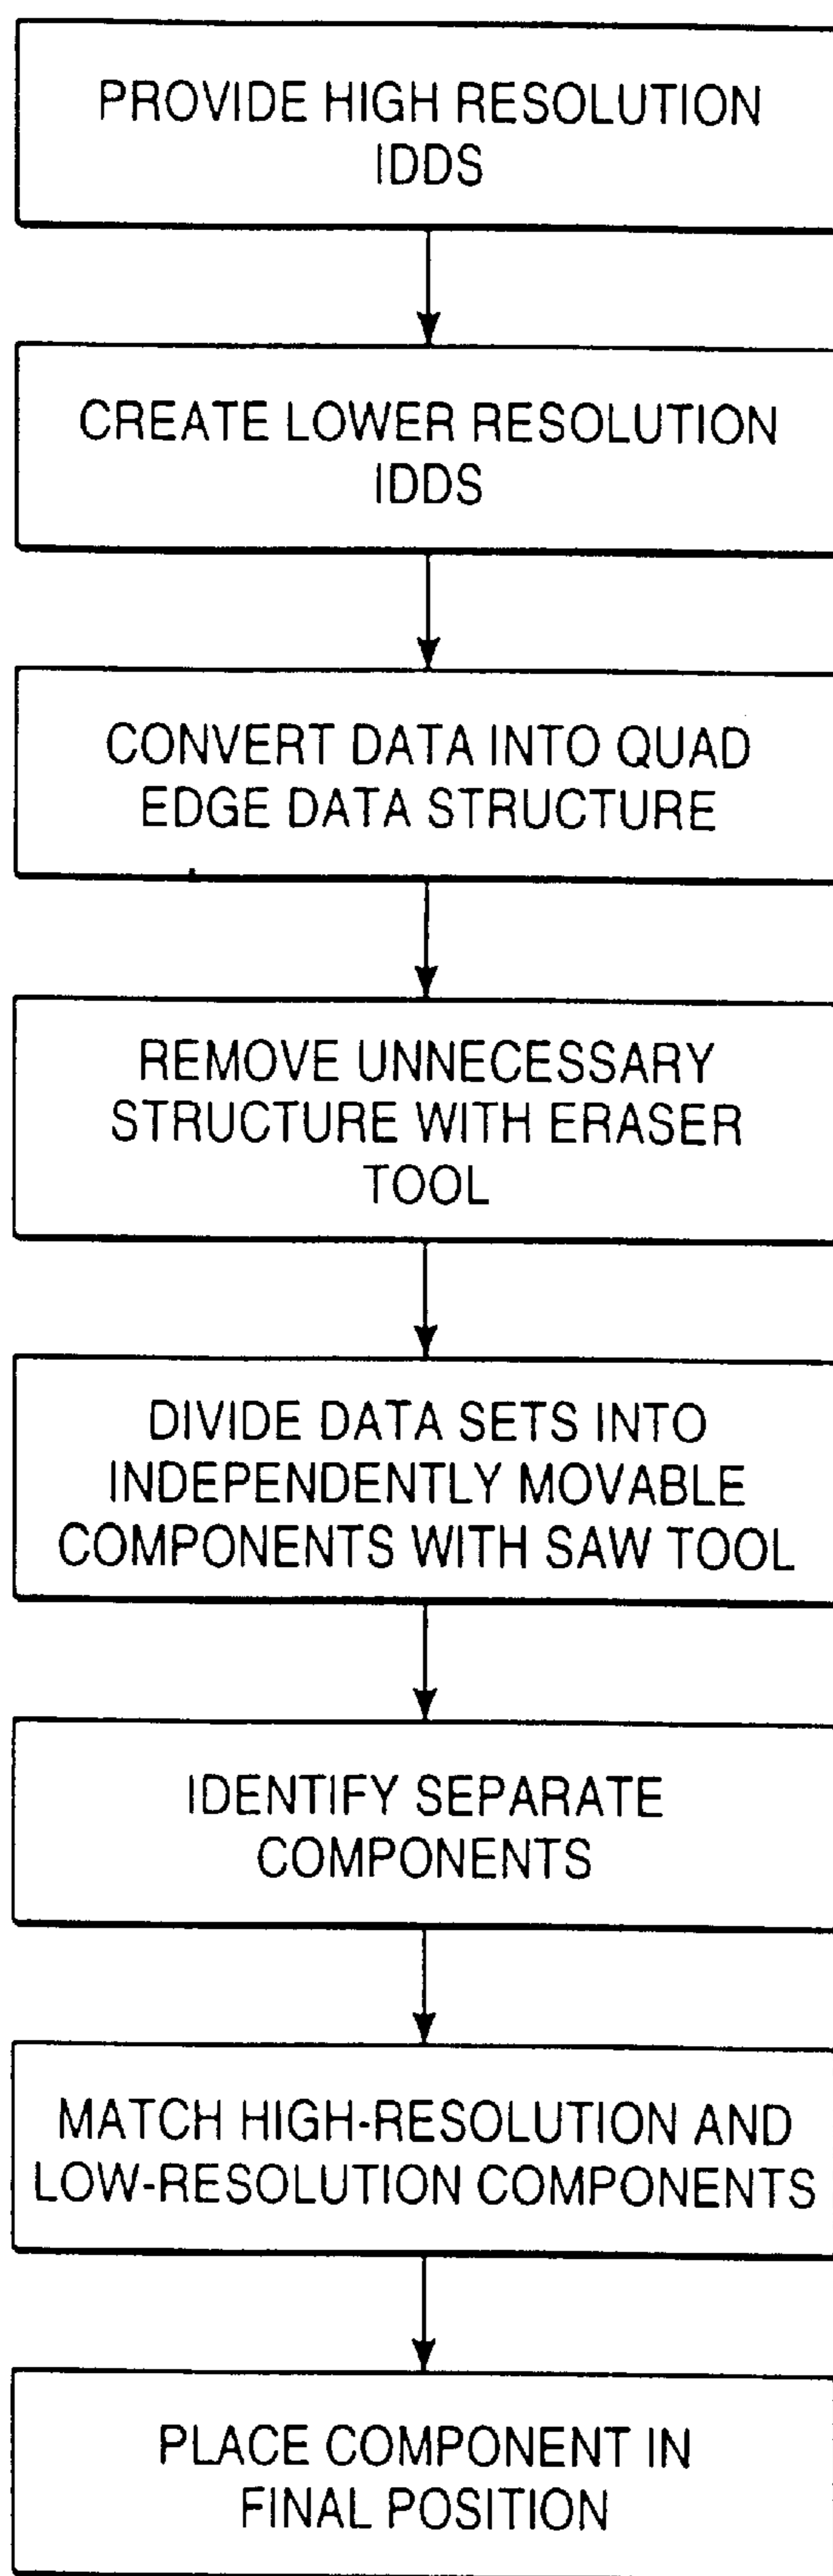 PROVIDE HIGH RESOLUTION
IDDS
CREATE LOWER RESOLUTION
IDDS
CONVERT DATA INTO QUAD
EDGE DATA STRUCTURE
REMOVE UNNECESSARY
STRUCTURE WITH ERASER
TOOL
DIVIDE DATA SETS INTO
INDEPENDENTLY MOVABLE
COMPONENTS WITH SAW TOOL
IDENTIFY SEPARATE
COMPONENTS
MATCH HIGH-RESOLUTION AND
LOW-RESOLUTION COMPONENTS
PLACE COMPONENT IN
FINAL POSITION